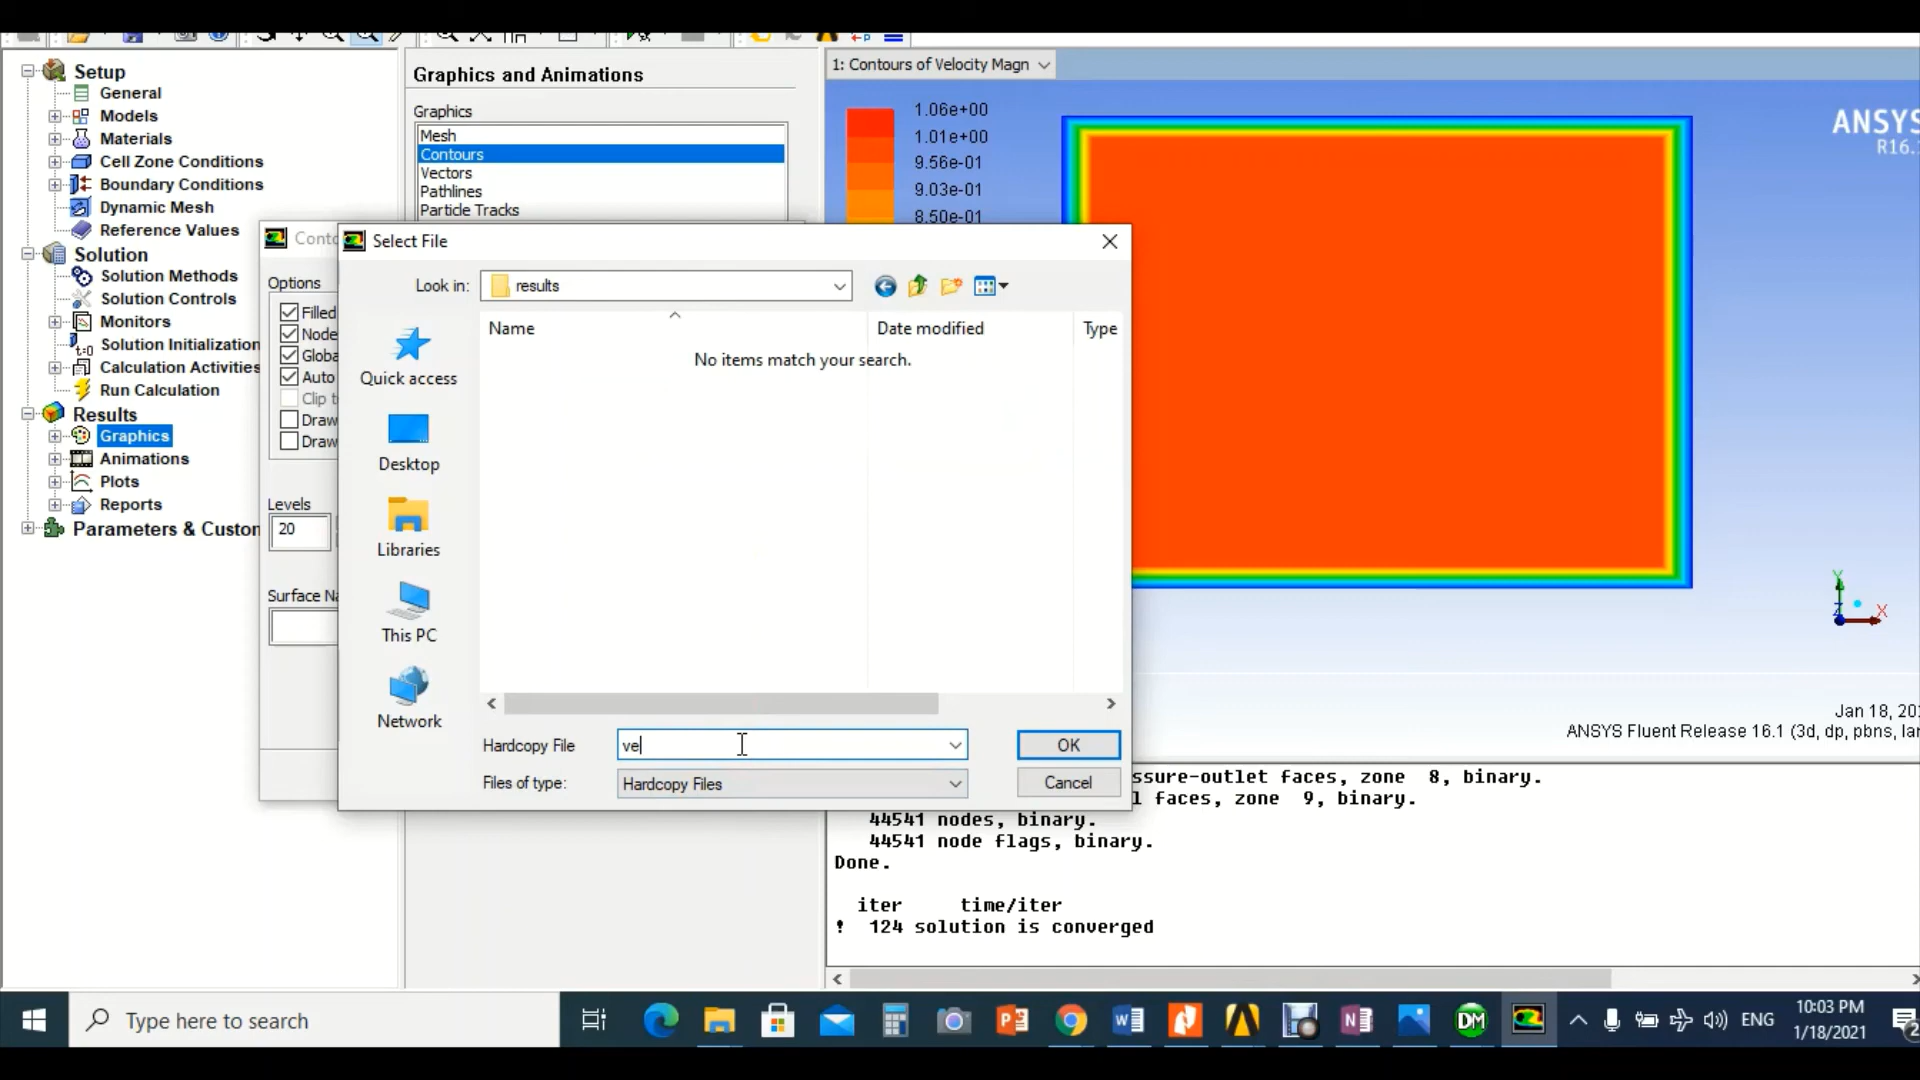 Setup
General
Models
Materials
Cell Zone Conditions
Boundary Conditions
Dynamic Mesh
Reference Values
Solution
Solution Methods
Solution Controls
Monitors
Solution Initialization
Calculation Activities
Run Calculation
Results
Graphics
Animations
Plots
Reports
Parameters & Custon
Graphics and Animations
Graphics
Mesh
Contours
Vectors
Pathlines
Particle Tracks
1: Contours of Velocity Magn
1.06e+00
1.01e+00
9.56e-01
9.03e-01
8.50e-01
ANSYS
R16.
Y
Z
X
Jan 18, 20
ANSYS Fluent Release 16.1 (3d, dp, pbns, lar
Conto
Options
Filled
Node
Globa
Auto
Clip t
Draw
Draw
Levels
20
Surface Na
Select File
Look in:
results
Name
Date modified
Type
No items match your search.
Quick access
Desktop
Libraries
This PC
Network
Hardcopy File
ve
OK
Files of type:
Hardcopy Files
Cancel
ssure-outlet faces, zone 8, binary.
l faces, zone 9, binary.
44541 nodes, binary.
44541 node flags, binary.
Done.
iter time/iter
! 124 solution is converged
Type here to search
ENG
10:03 PM
1/18/2021
2